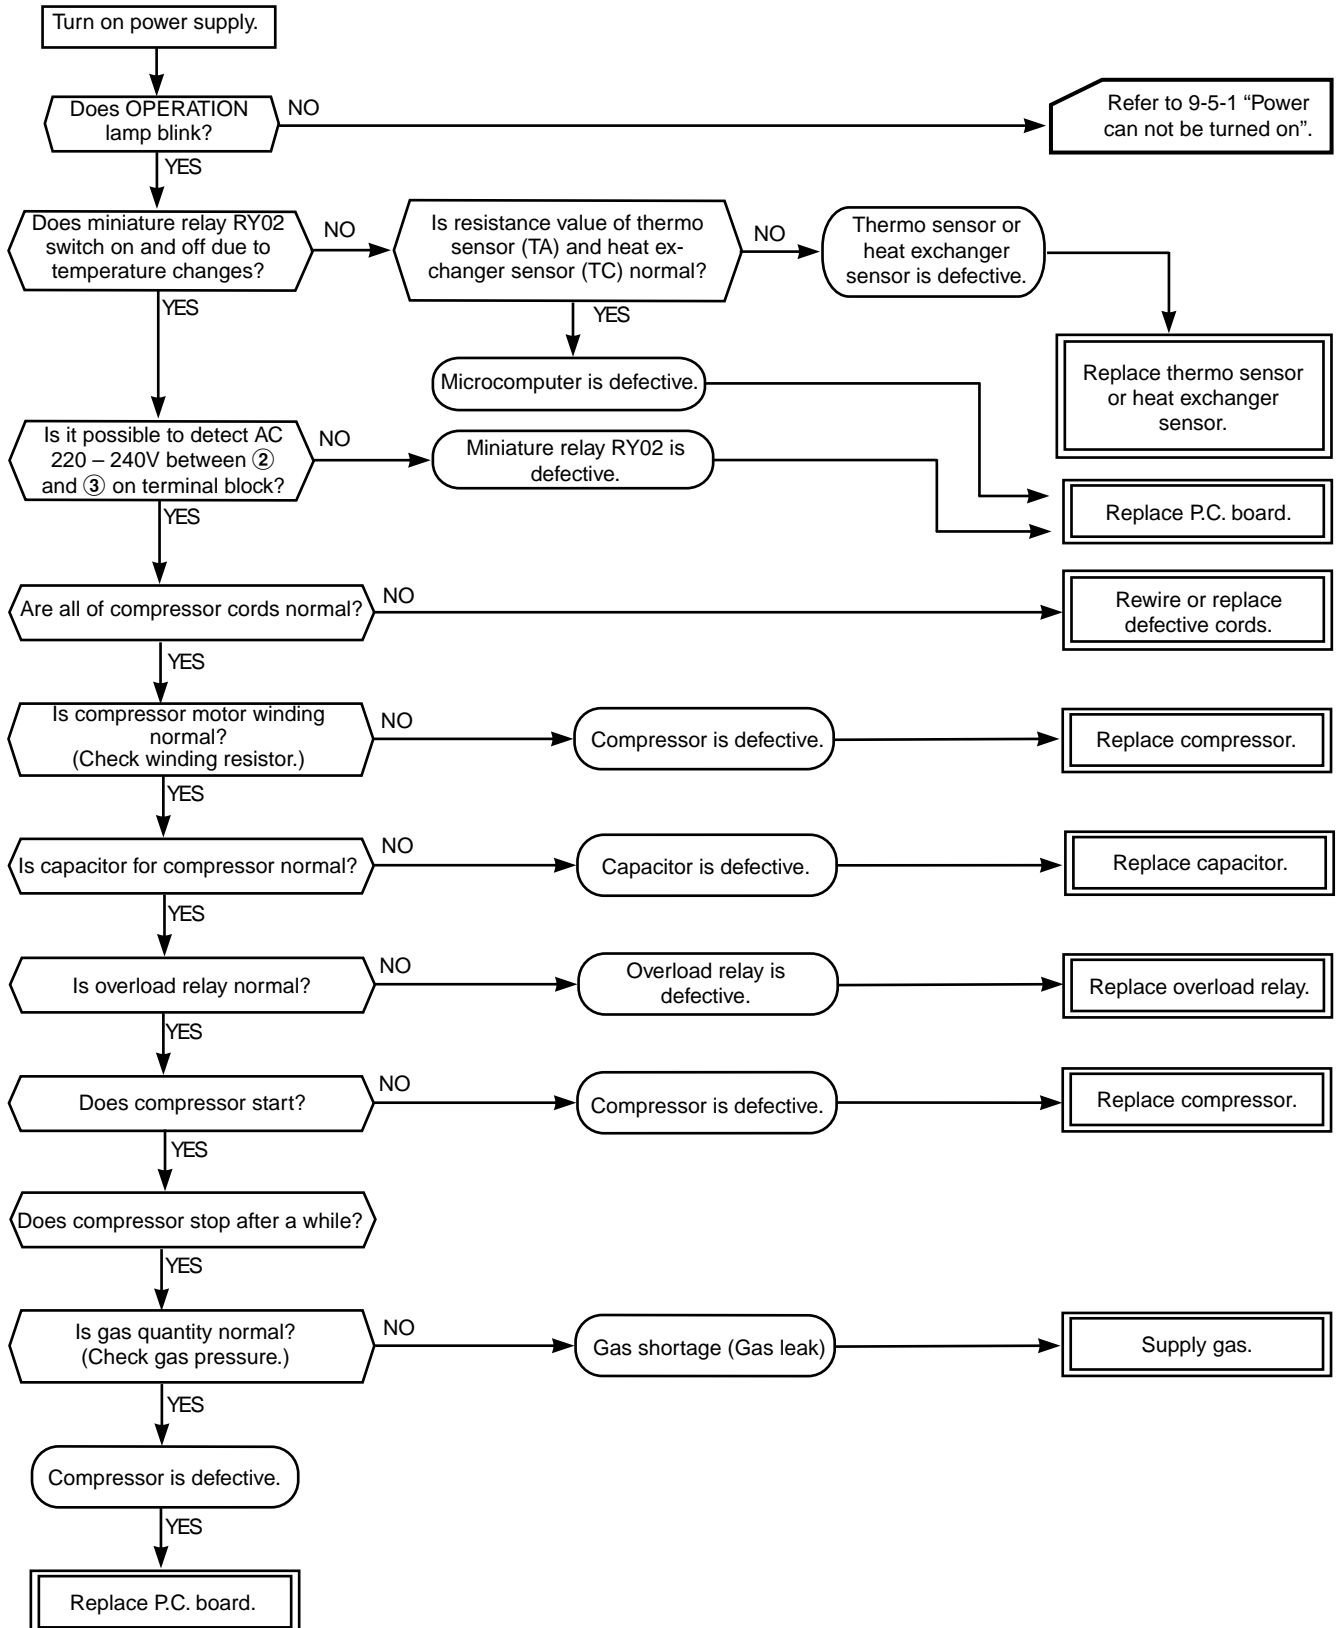 Turn on power supply.
Does OPERATION
lamp blink?
NO
Refer to 9-5-1 “Power
can not be turned on”.
YES
Does miniature relay RY02
switch on and off due to
temperature changes?
NO
Is resistance value of thermo
sensor (TA) and heat ex-
changer sensor (TC) normal?
NO
Thermo sensor or
heat exchanger
sensor is defective.
YES
YES
Replace thermo sensor
or heat exchanger
sensor.
Microcomputer is defective.
Is it possible to detect AC
220 – 240V between ②
and ③ on terminal block?
NO
Miniature relay RY02 is
defective.
Replace P.C. board.
YES
Are all of compressor cords normal?
NO
Rewire or replace
defective cords.
YES
Is compressor motor winding
normal?
(Check winding resistor.)
NO
Compressor is defective.
Replace compressor.
YES
Is capacitor for compressor normal?
NO
Capacitor is defective.
Replace capacitor.
YES
Is overload relay normal?
NO
Overload relay is
defective.
Replace overload relay.
YES
Does compressor start?
NO
Compressor is defective.
Replace compressor.
YES
Does compressor stop after a while?
YES
Is gas quantity normal?
(Check gas pressure.)
NO
Gas shortage (Gas leak)
Supply gas.
YES
Compressor is defective.
YES
Replace P.C. board.